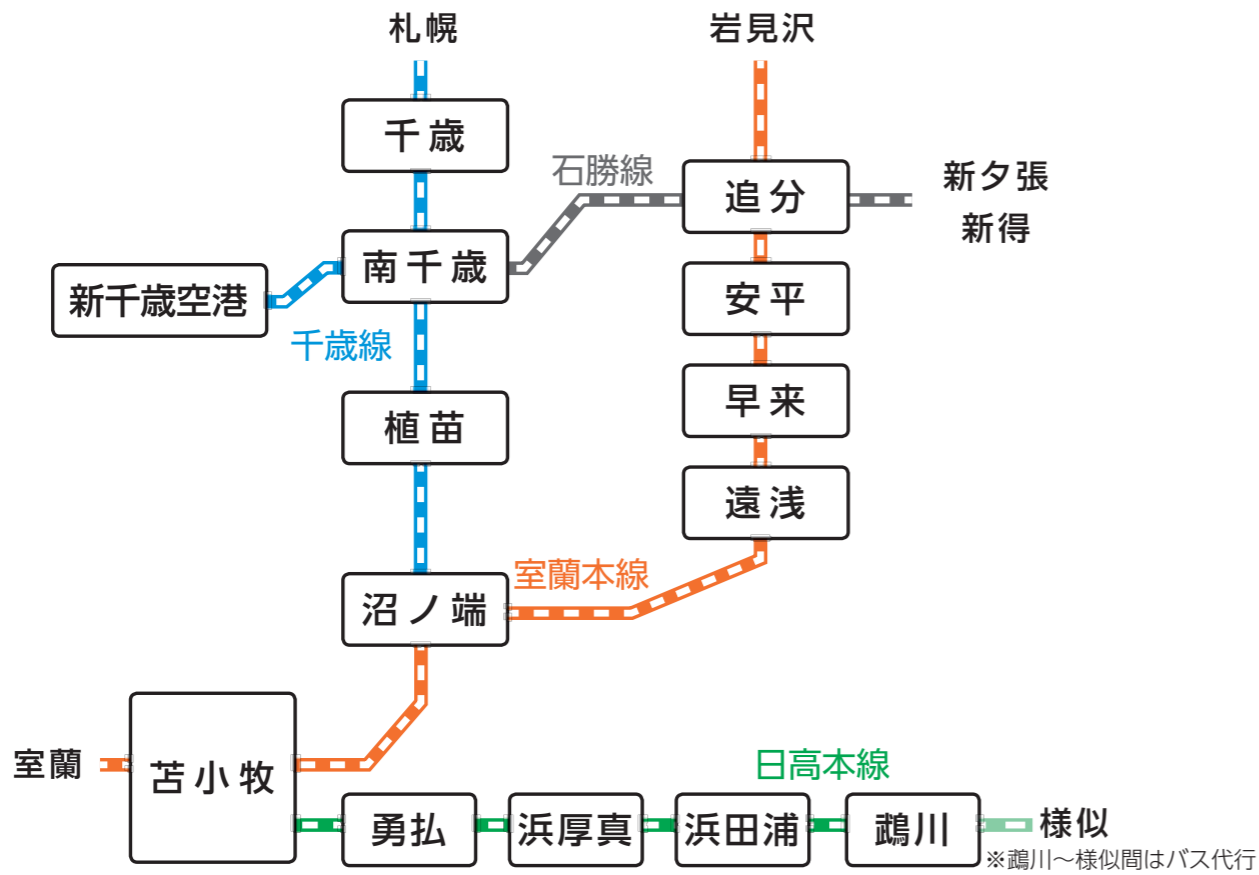 札幌
岩見沢
千歳
石勝線
追分
新夕張
新得
南千歳
新千歳空港
安平
千歳線
植苗
早来
遠浅
室蘭本線
沼ノ端
室蘭
苫小牧
日高本線
勇払
浜厚真
浜田浦
鵡川
様似
※鵡川～様似間はバス代行